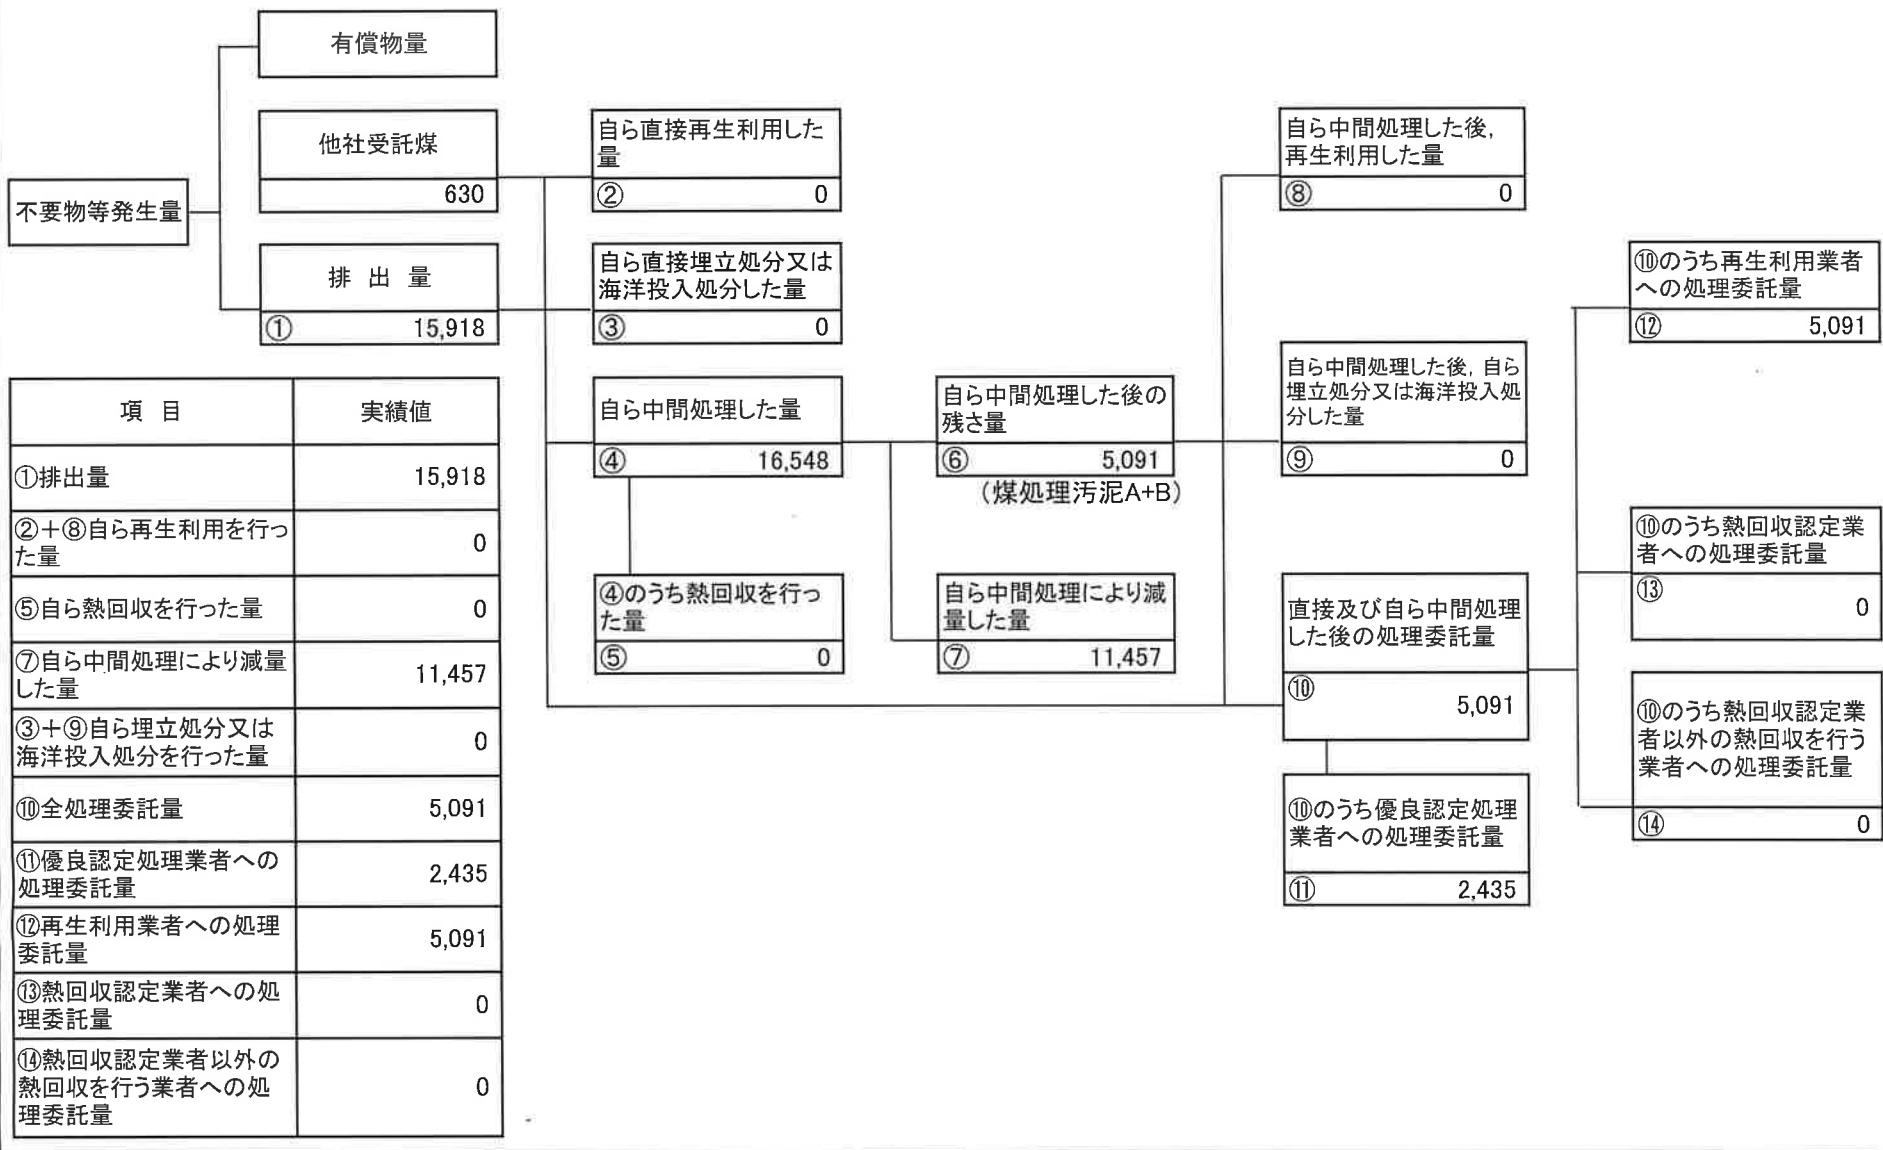 有償物量
他社受託煤
630
不要物等発生量
排 出 量
① 15,918
自ら直接再生利用した
量
② 0
自ら直接埋立処分又は
海洋投入処分した量
③ 0
自ら中間処理した量
④ 16,548
④のうち熱回収を行っ
た量
⑤ 0
自ら中間処理した後の
残さ量
⑥ 5,091
(煤処理汚泥A+B)
自ら中間処理により減
量した量
⑦ 11,457
自ら中間処理した後,
再生利用した量
⑧ 0
自ら中間処理した後, 自ら
埋立処分又は海洋投入処
分した量
⑨ 0
直接及び自ら中間処理
した後の処理委託量
⑩ 5,091
⑩のうち優良認定処理
業者への処理委託量
⑪ 2,435
⑩のうち再生利用業者
への処理委託量
⑫ 5,091
⑩のうち熱回収認定業
者への処理委託量
⑬ 0
⑩のうち熱回収認定業
者以外の熱回収を行う
業者への処理委託量
⑭ 0
項 目 実績値
①排出量 15,918
②+⑧自ら再生利用を行っ
た量 0
⑤自ら熱回収を行った量 0
⑦自ら中間処理により減量
した量 11,457
③+⑨自ら埋立処分又は
海洋投入処分を行った量 0
⑩全処理委託量 5,091
⑪優良認定処理業者への
処理委託量 2,435
⑫再生利用業者への処理
委託量 5,091
⑬熱回収認定業者への処
理委託量 0
⑭熱回収認定業者以外の
熱回収を行う業者への処
理委託量 0